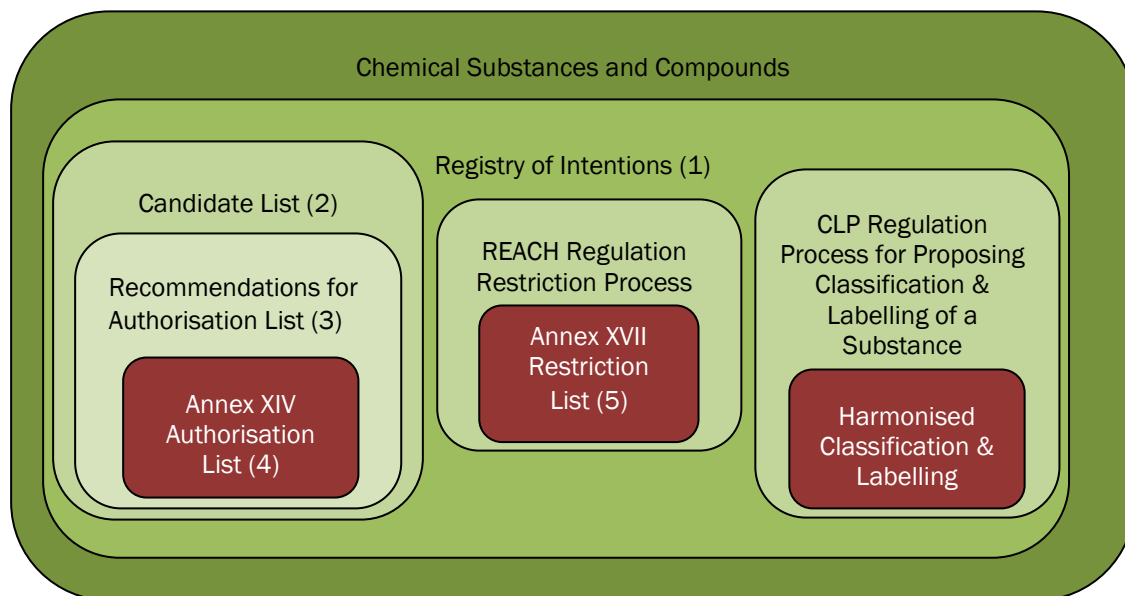 Chemical Substances and Compounds
Registry of Intentions (1)
Candidate List (2)
Recommendations for
Authorisation List (3)
Annex XIV
Authorisation
List (4)
REACH Regulation
Restriction Process
Annex XVII
Restriction
List (5)
CLP Regulation
Process for Proposing
Classification &
Labelling of a
Substance
Harmonised
Classification &
Labelling